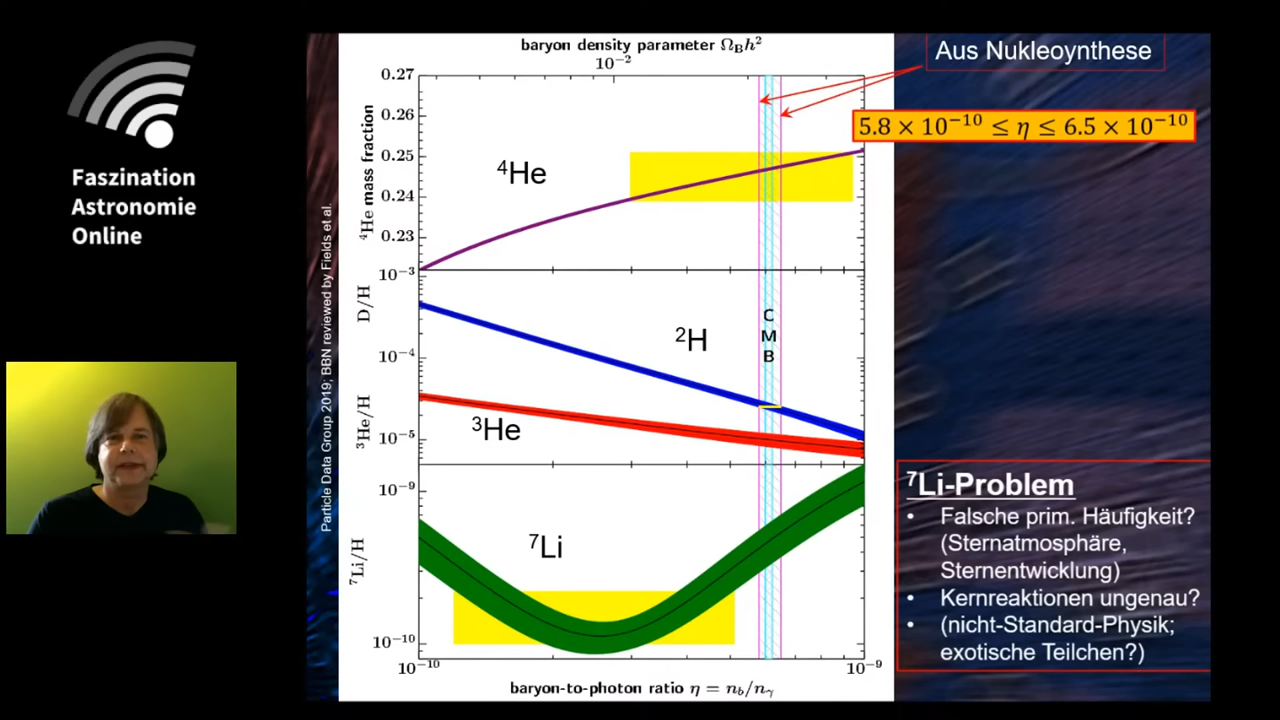 Faszination
Astronomie
Online
baryon density parameter Ω_B h²
10⁻²
Aus Nukleoynthese
5.8 × 10⁻¹⁰ ≤ η ≤ 6.5 × 10⁻¹⁰
⁴He mass fraction
0.27
0.26
0.25
0.24
0.23
⁴He
D/H
10⁻³
10⁻⁴
10⁻⁵
³He/H
²H
³He
C
M
B
⁷Li/H
10⁻⁹
10⁻¹⁰
⁷Li
10⁻¹⁰
10⁻⁹
baryon-to-photon ratio η = n_b/n_γ
Particle Data Group 2019; BBN reviewed by Fields et al.
⁷Li-Problem
• Falsche prim. Häufigkeit?
(Sternatmosphäre,
Sternentwicklung)
• Kernreaktionen ungenau?
• (nicht-Standard-Physik;
exotische Teilchen?)